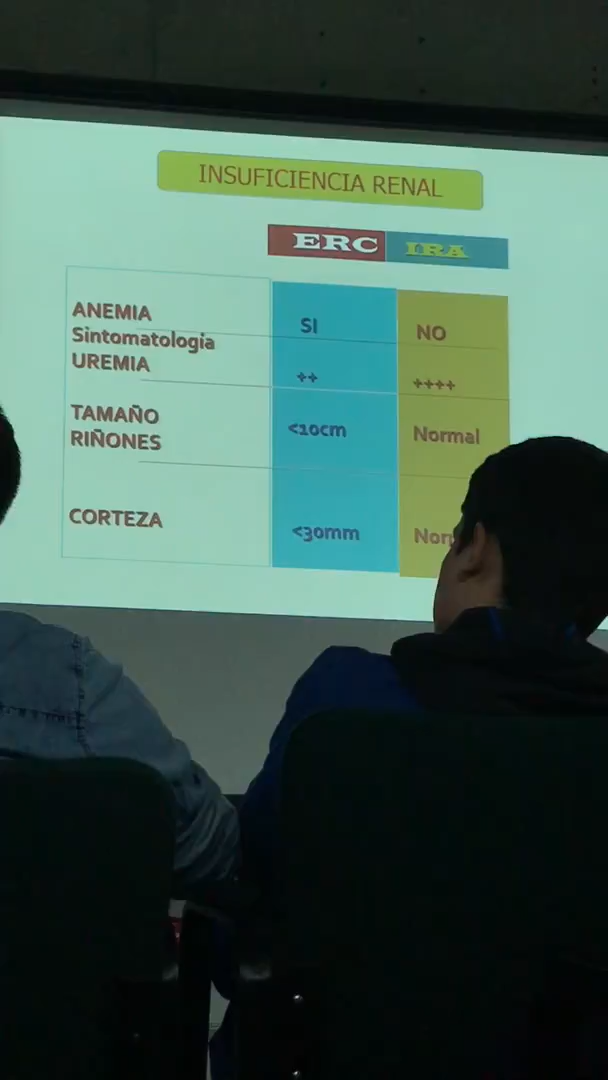 INSUFICIENCIA RENAL
ERC IRA
ANEMIA SI NO
Sintomatologia
UREMIA ++ ++++
TAMAÑO
RIÑONES <10cm Normal
CORTEZA <30mm